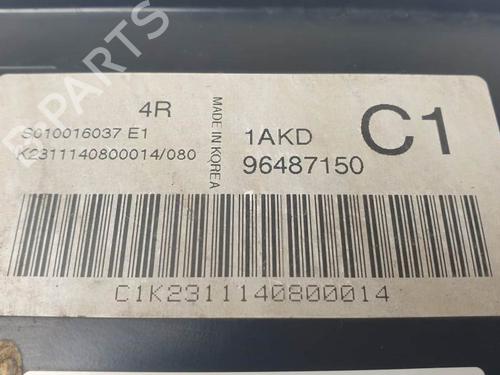 4R
S010016037 E1
K2311140800014/080
MADE IN KOREA
1AKD
96487150
C1
C1K2311140800014
B-PARTS